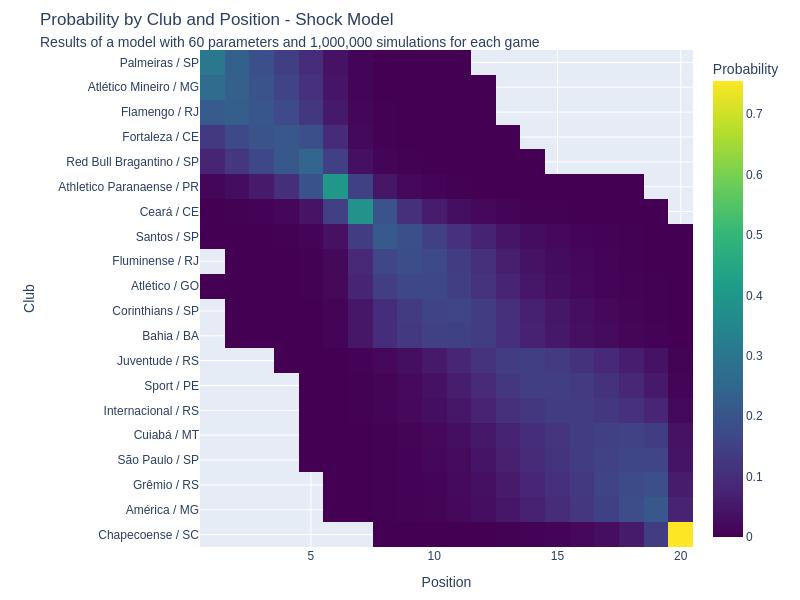 Probability by Club and Position - Shock Model
Results of a model with 60 parameters and 1,000,000 simulations for each game
Probability
Club
Palmeiras / SP
Atlético Mineiro / MG
Flamengo / RJ
Fortaleza / CE
Red Bull Bragantino / SP
Athletico Paranaense / PR
Ceará / CE
Santos / SP
Fluminense / RJ
Atlético / GO
Corinthians / SP
Bahia / BA
Juventude / RS
Sport / PE
Internacional / RS
Cuiabá / MT
São Paulo / SP
Grêmio / RS
América / MG
Chapecoense / SC
0.7
0.6
0.5
0.4
0.3
0.2
0.1
0
5 10 15 20
Position